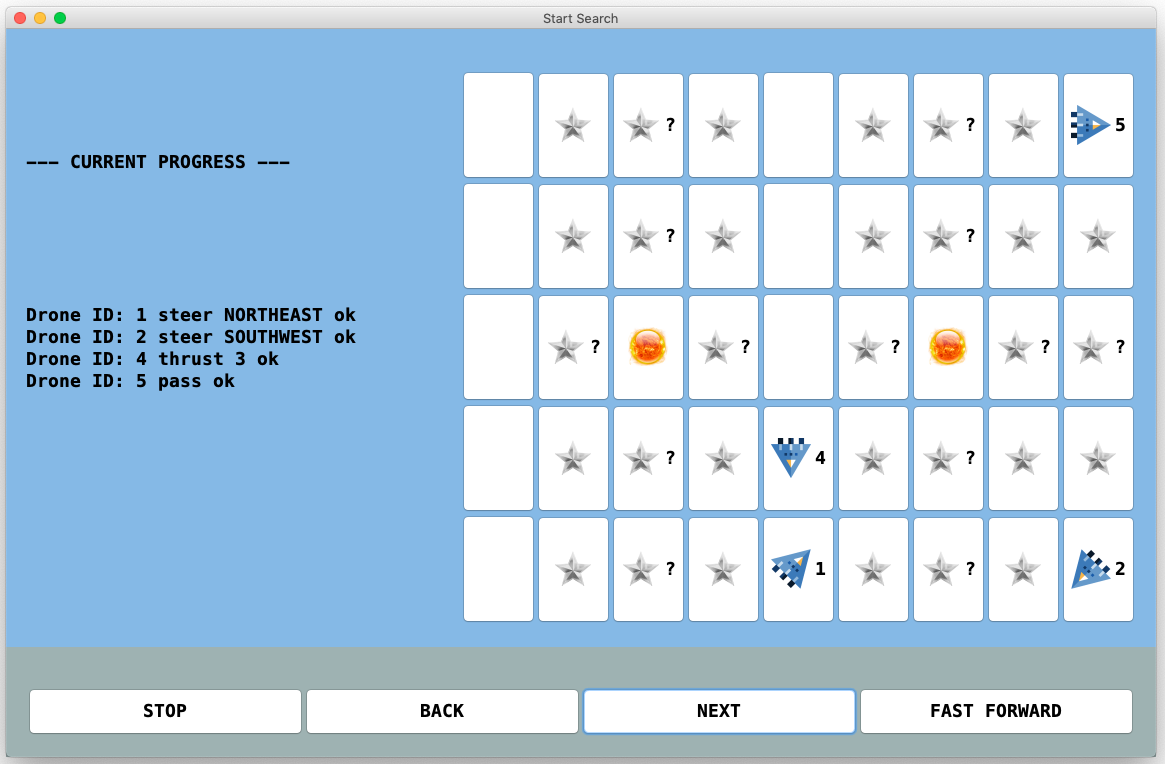 Start Search
? ? 5
--- CURRENT PROGRESS ---
? ?
Drone ID: 1 steer NORTHEAST ok
Drone ID: 2 steer SOUTHWEST ok
Drone ID: 4 thrust 3 ok
Drone ID: 5 pass ok
? ? ? ? ?
? 4 ?
? 1 ? 2
STOP BACK NEXT FAST FORWARD